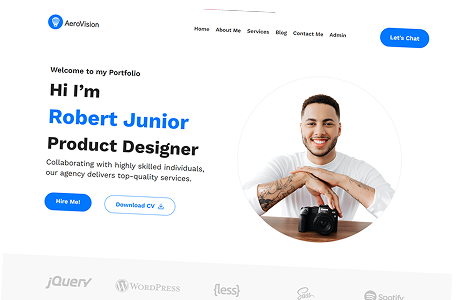 AeroVision
Home About Me Services Blog Contact Me Admin
Let's Chat
Welcome to my Portfolio
Hi I'm
Robert Junior
Product Designer
Collaborating with highly skilled individuals,
our agency delivers top-quality services.
Hire Me!
Download CV
jQuery WORDPRESS {less} Sass Spotify